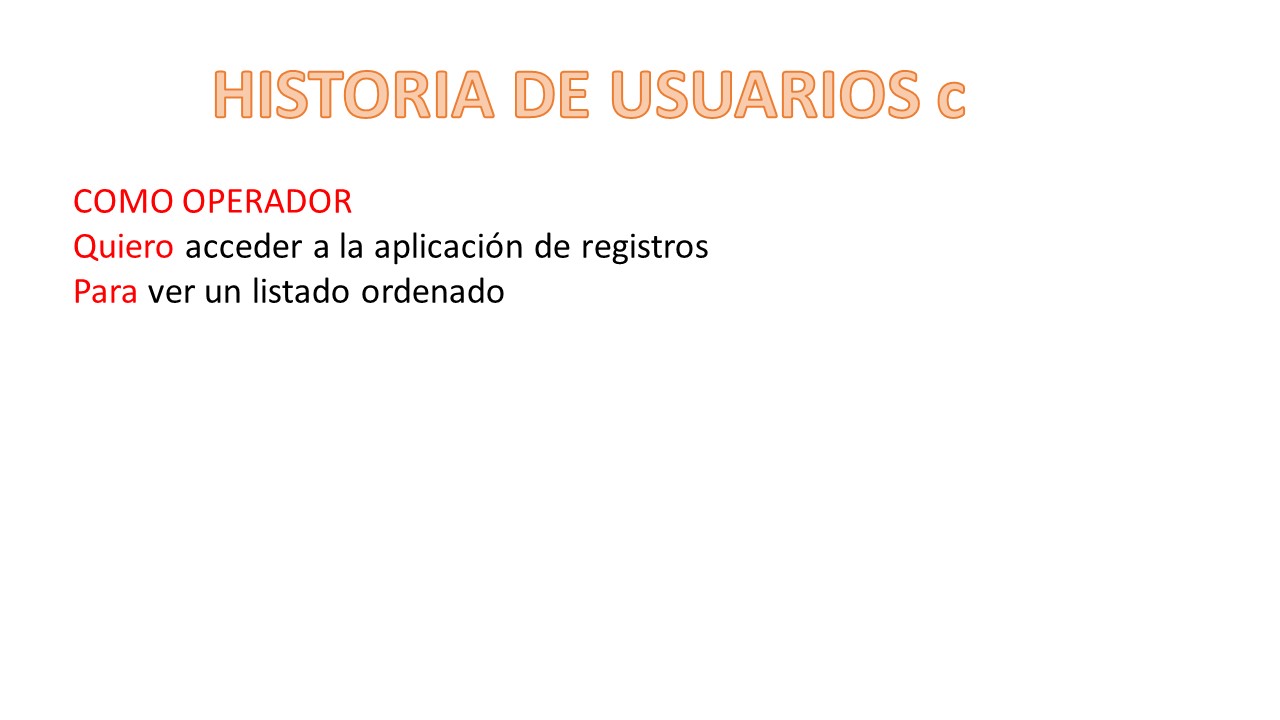 HISTORIA DE USUARIOS c
COMO OPERADOR
Quiero acceder a la aplicación de registros
Para ver un listado ordenado